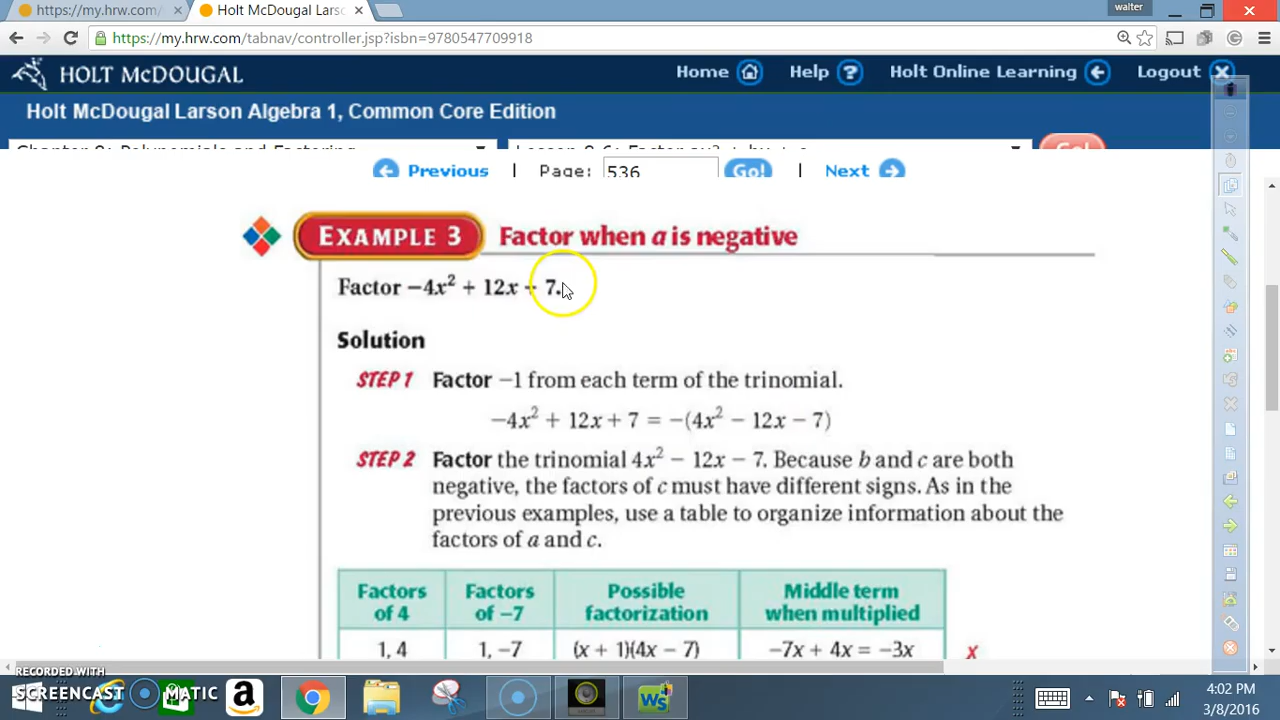 https://my.hrw.com/tabnav/
Holt McDougal Lars
walter
https://my.hrw.com/tabnav/controller.jsp?isbn=9780547709918
HOLT McDOUGAL
Home
Help
Holt Online Learning
Logout
Holt McDougal Larson Algebra 1, Common Core Edition
Previous | Page: 536 Go! | Next
EXAMPLE 3 Factor when a is negative
Factor −4x² + 12x + 7.
Solution
STEP 1 Factor −1 from each term of the trinomial.
−4x² + 12x + 7 = −(4x² − 12x − 7)
STEP 2 Factor the trinomial 4x² − 12x − 7. Because b and c are both
negative, the factors of c must have different signs. As in the
previous examples, use a table to organize information about the
factors of a and c.
Factors of 4
Factors of −7
Possible factorization
Middle term when multiplied
1, 4 1, −7 (x + 1)(4x − 7) −7x + 4x = −3x x
RECORDED WITH
SCREENCAST MATIC
4:02 PM
3/8/2016